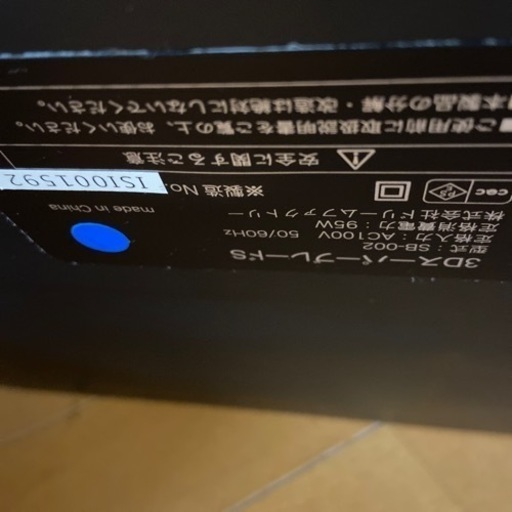 3DスーパーブレードS
型式：SB-002
定格入力：AC100V 50/60Hz
定格消費電力：95W
株式会社ドリームファクトリー
made in China
※製造No. ISI001592
安全に関するご注意
■ご使用前に取扱説明書をご覧の上、お使いください。
■本製品の分解・改造は絶対にしないでください。